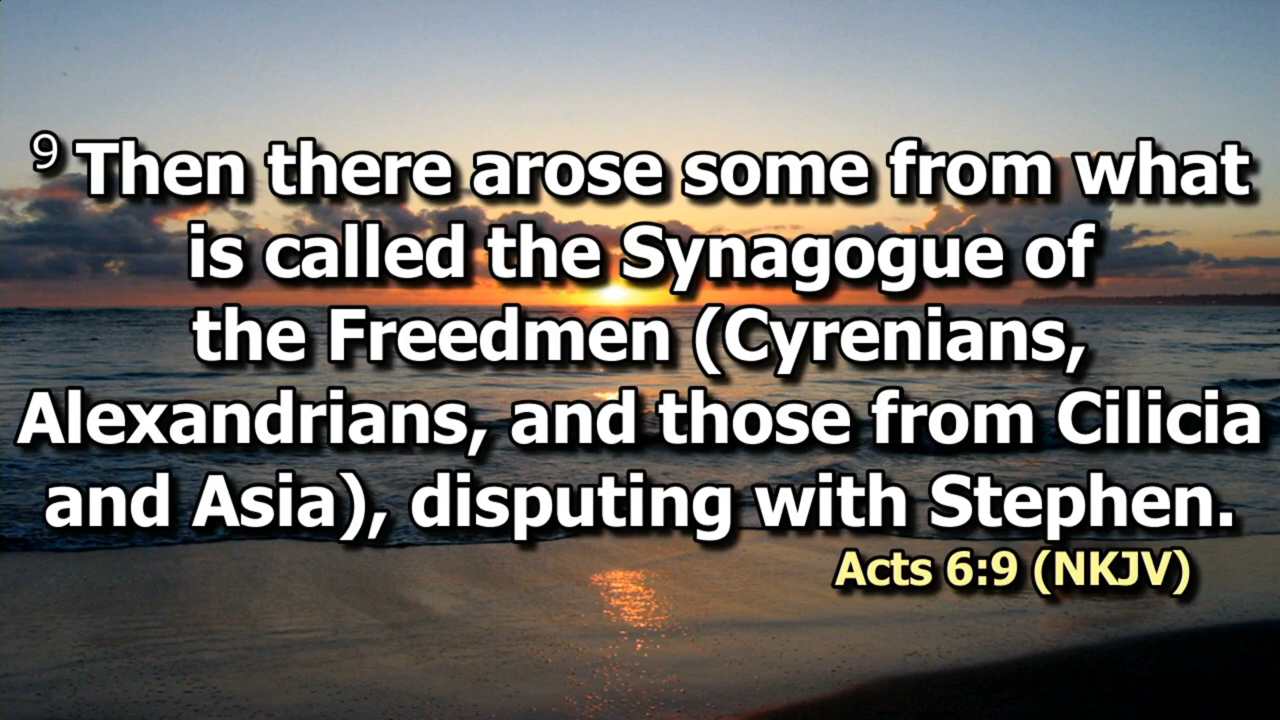 9 Then there arose some from what
is called the Synagogue of
the Freedmen (Cyrenians,
Alexandrians, and those from Cilicia
and Asia), disputing with Stephen.
Acts 6:9 (NKJV)